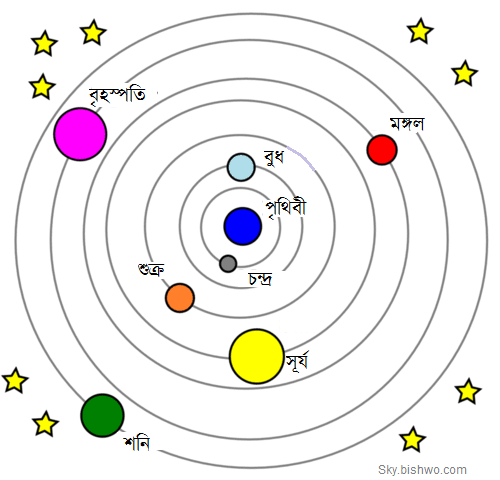 বৃহস্পতি
মঙ্গল
বুধ
পৃথিবী
শুক্র
চন্দ্র
সূর্য
শনি
Sky.bishwo.com